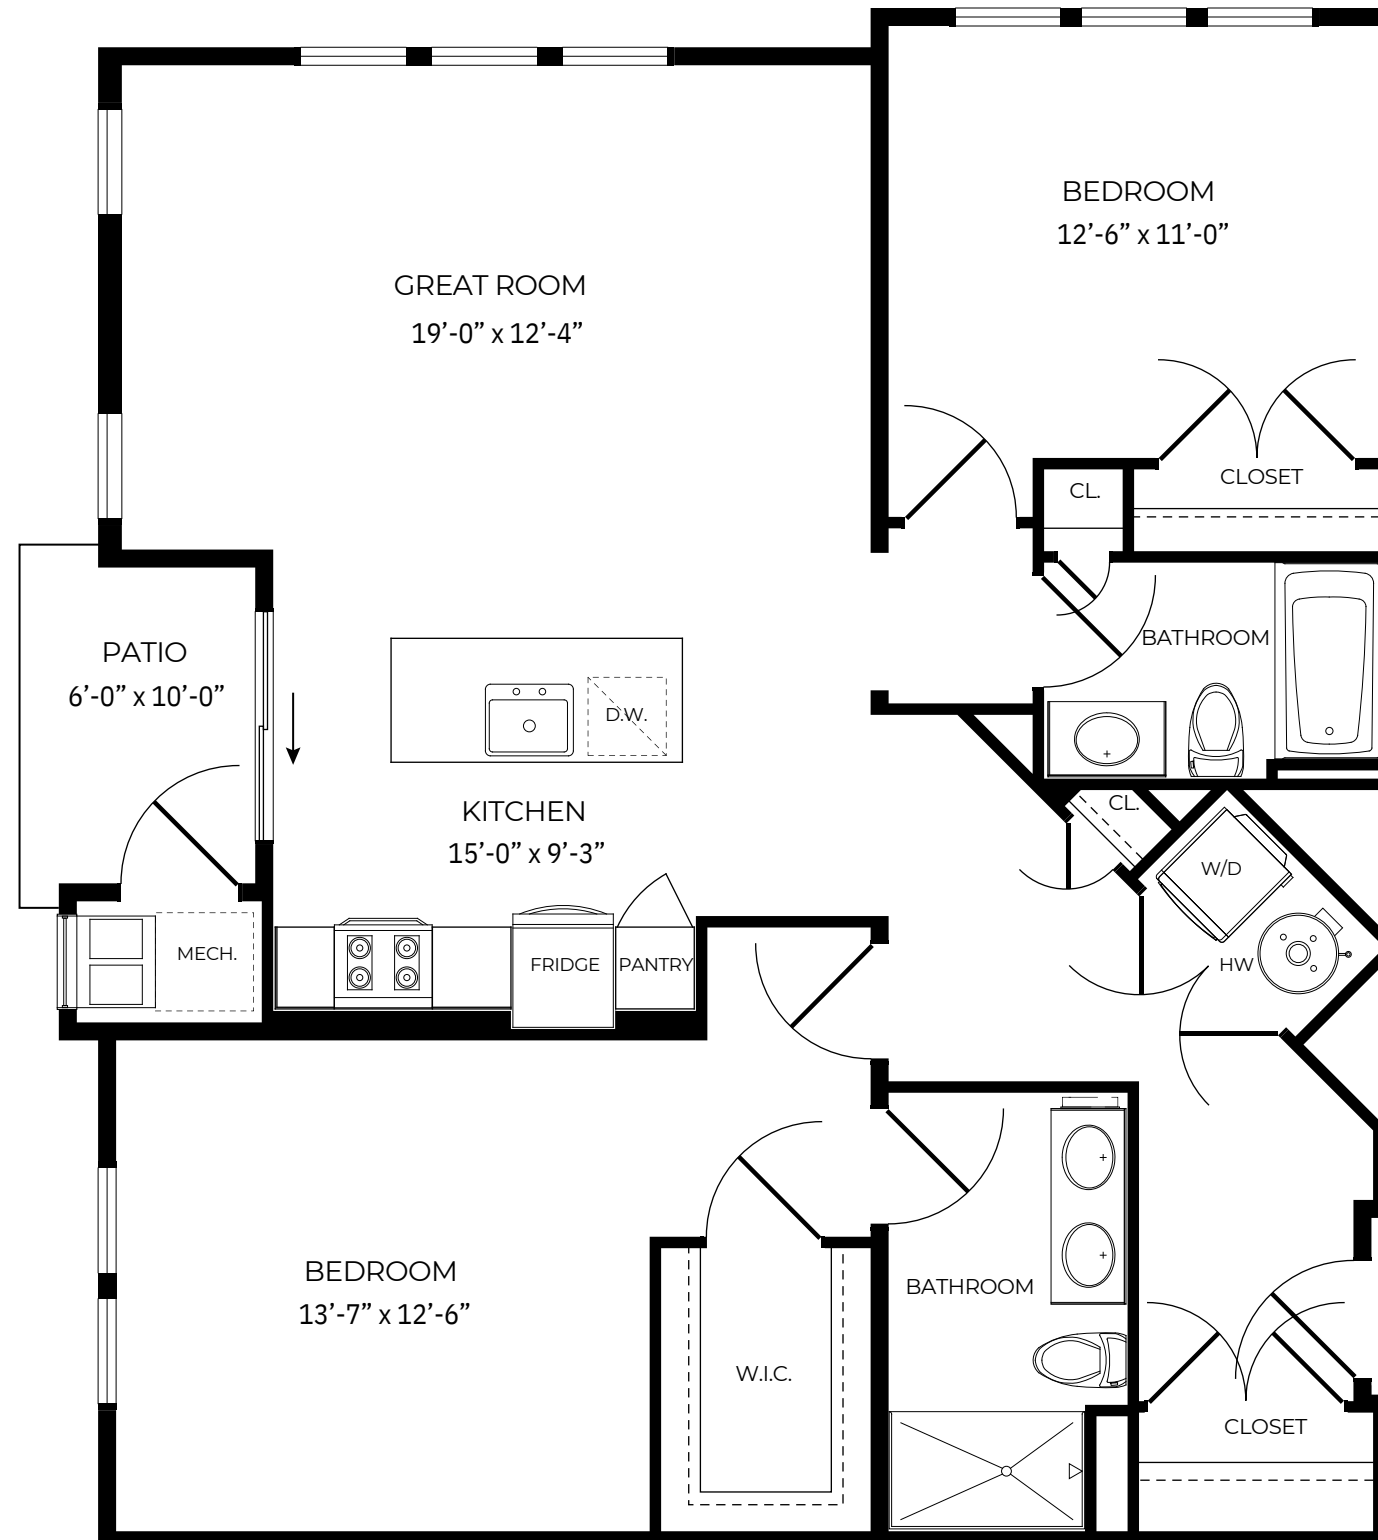 BEDROOM
12’-6” x 11’-0”
GREAT ROOM
19’-0” x 12’-4”
CL.
CLOSET
PATIO
6’-0” x 10’-0”
BATHROOM
D.W.
KITCHEN
15’-0” x 9’-3”
CL.
W/D
MECH.
FRIDGE
PANTRY
HW
BEDROOM
13’-7” x 12’-6”
BATHROOM
W.I.C.
CLOSET